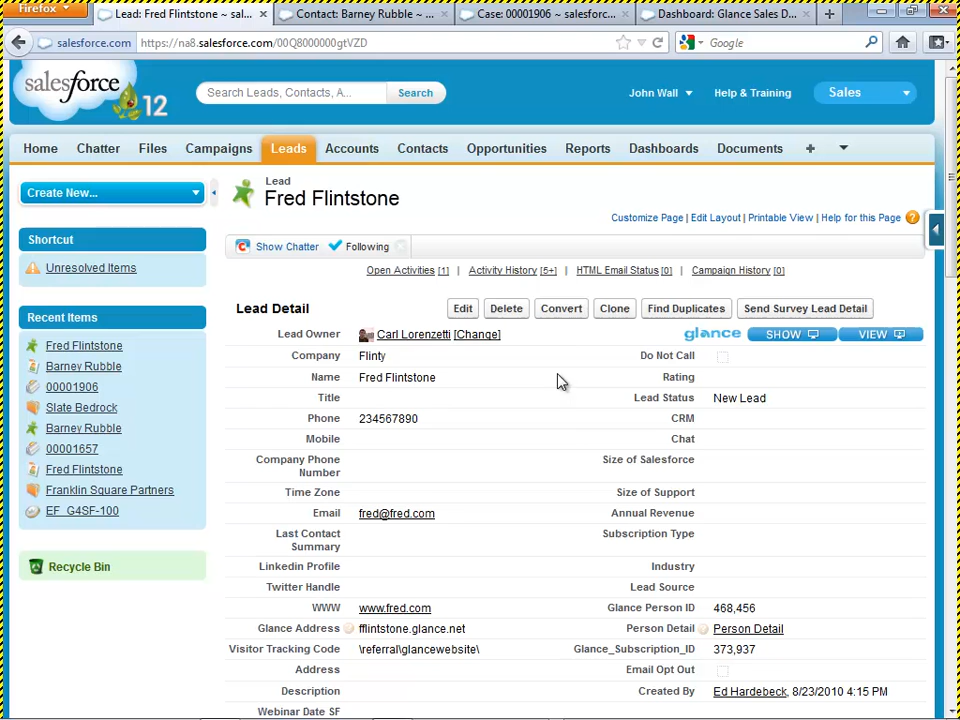 Firefox
Lead: Fred Flintstone ~ sal...
Contact: Barney Rubble ~ ...
Case: 00001906 ~ salesforc...
Dashboard: Glance Sales D...
salesforce.com
https://na8.salesforce.com/00Q8000000gtVZD
Google
salesforce
12
Search Leads, Contacts, A...
Search
John Wall
Help & Training
Sales
Home Chatter Files Campaigns Leads Accounts Contacts Opportunities Reports Dashboards Documents +
Create New...
Lead
Fred Flintstone
Customize Page | Edit Layout | Printable View | Help for this Page ?
Shortcut
Unresolved Items
Show Chatter
Following
Open Activities [1] | Activity History [5+] | HTML Email Status [0] | Campaign History [0]
Recent Items
Fred Flintstone
Barney Rubble
00001906
Slate Bedrock
Barney Rubble
00001657
Fred Flintstone
Franklin Square Partners
EF_G4SF-100
Recycle Bin
Lead Detail
Edit Delete Convert Clone Find Duplicates Send Survey Lead Detail
Lead Owner Carl Lorenzetti [Change]
glance SHOW VIEW
Company Flinty
Do Not Call
Name Fred Flintstone
Rating
Title
Lead Status New Lead
Phone 234567890
CRM
Mobile
Chat
Company Phone
Number
Size of Salesforce
Time Zone
Size of Support
Email fred@fred.com
Annual Revenue
Last Contact
Summary
Subscription Type
Linkedin Profile
Industry
Twitter Handle
Lead Source
WWW www.fred.com
Glance Person ID 468,456
Glance Address fflintstone.glance.net
Person Detail Person Detail
Visitor Tracking Code \referral\glancewebsite\
Glance_Subscription_ID 373,937
Address
Email Opt Out
Description
Created By Ed Hardebeck, 8/23/2010 4:15 PM
Webinar Date SF